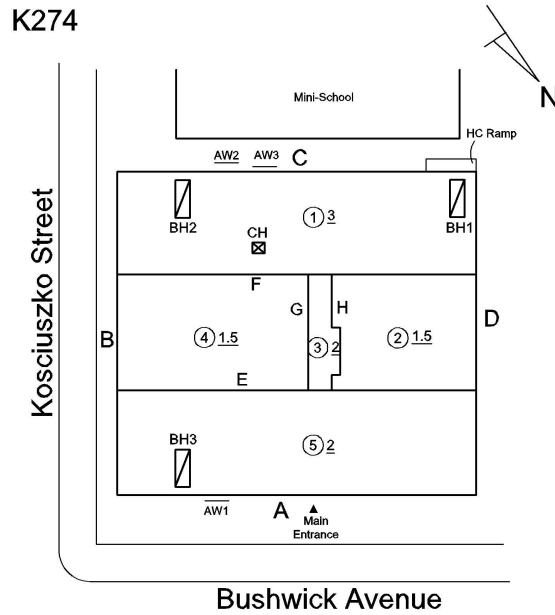 K274
N
Mini-School
HC Ramp
AW2
AW3
C
BH2
1 3
BH1
CH
F
G
H
B
4 1.5
3 2
2 1.5
D
E
Kosciuszko Street
BH3
5 2
AW1
A
Main
Entrance
Bushwick Avenue